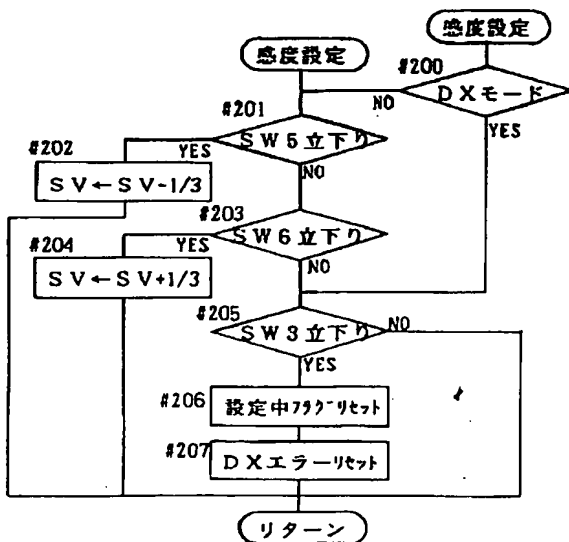 感度設定
#200
DXモード
NO
YES
感度設定
#201
SW5立下り
YES
NO
#202
SV←SV-1/3
#203
SW6立下り
YES
NO
#204
SV←SV+1/3
#205
SW3立下り
NO
YES
#206
設定中フラグリセット
#207
DXエラーリセット
リターン